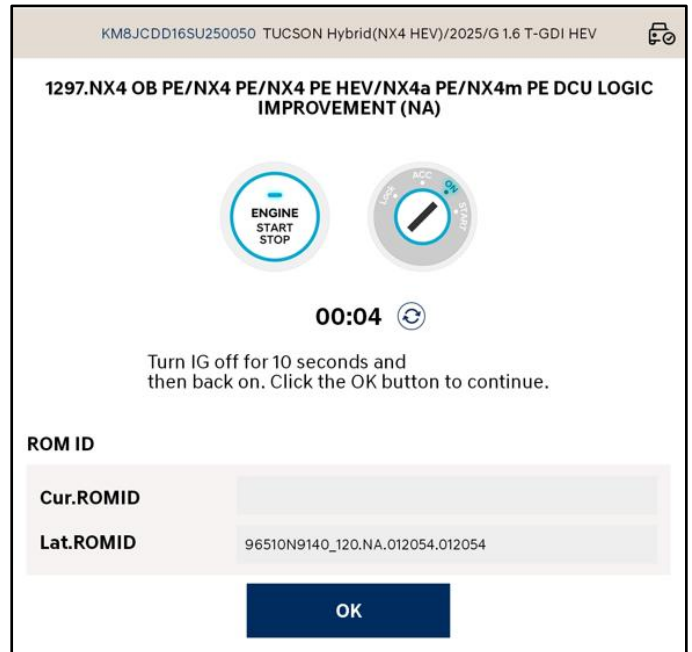 KM8JCDD16SU250050 TUCSON Hybrid(NX4 HEV)/2025/G 1.6 T-GDI HEV
1297.NX4 OB PE/NX4 PE/NX4 PE HEV/NX4a PE/NX4m PE DCU LOGIC
IMPROVEMENT (NA)
ENGINE
START
STOP
Lock
ACC
ON
START
00:04
Turn IG off for 10 seconds and
then back on. Click the OK button to continue.
ROM ID
Cur.ROMID
Lat.ROMID 96510N9140_120.NA.012054.012054
OK